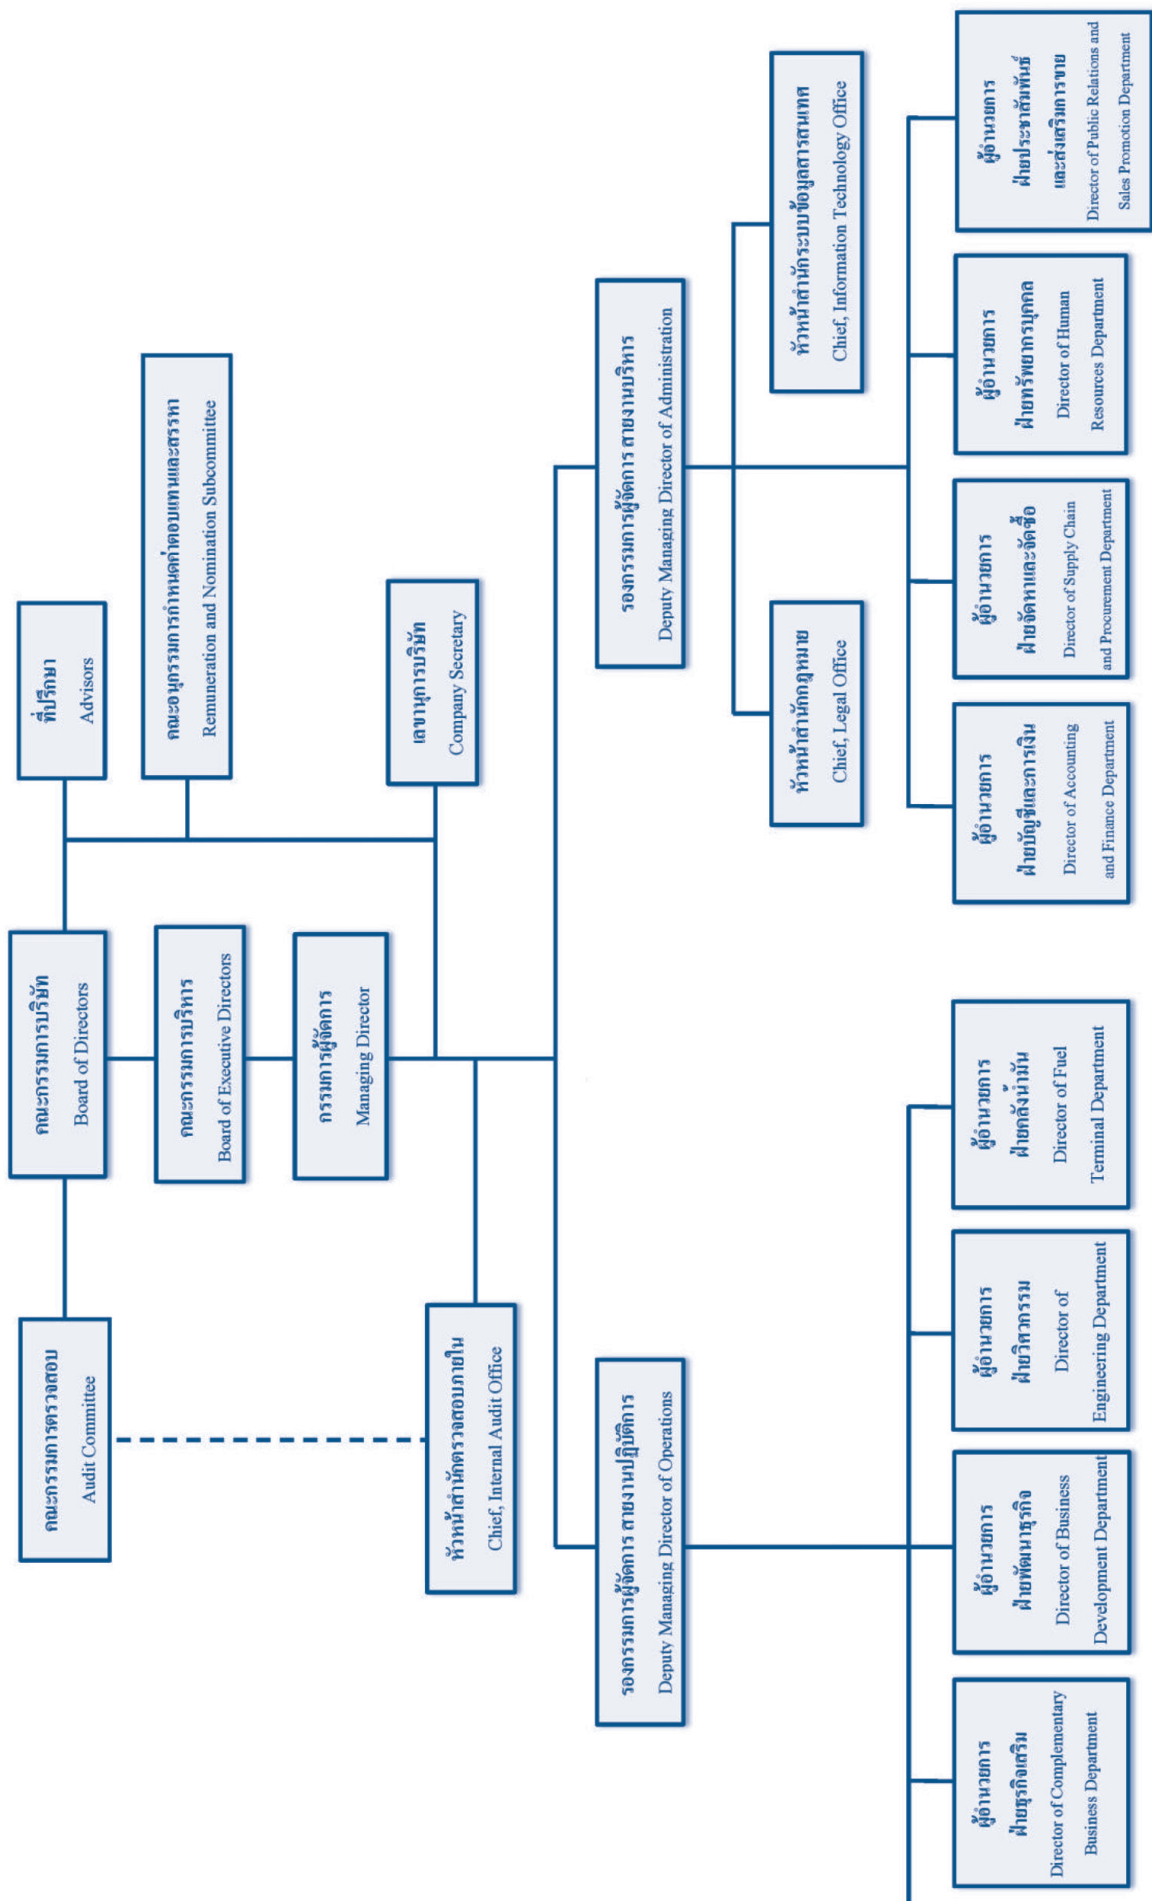 คณะกรรมการบริษัท
Board of Directors
ที่ปรึกษา
Advisors
คณะกรรมการตรวจสอบ
Audit Committee
คณะกรรมการบริหาร
Board of Executive Directors
คณะอนุกรรมการกำหนดค่าตอบแทนและสรรหา
Remuneration and Nomination Subcommittee
กรรมการผู้จัดการ
Managing Director
เลขานุการบริษัท
Company Secretary
หัวหน้าสำนักตรวจสอบภายใน
Chief, Internal Audit Office
รองกรรมการผู้จัดการ สายงานปฏิบัติการ
Deputy Managing Director of Operations
รองกรรมการผู้จัดการ สายงานบริหาร
Deputy Managing Director of Administration
หัวหน้าสำนักกฎหมาย
Chief, Legal Office
หัวหน้าสำนักระบบข้อมูลสารสนเทศ
Chief, Information Technology Office
ผู้อำนวยการ
ฝ่ายธุรกิจเสริม
Director of Complementary
Business Department
ผู้อำนวยการ
ฝ่ายพัฒนาธุรกิจ
Director of Business
Development Department
ผู้อำนวยการ
ฝ่ายวิศวกรรม
Director of
Engineering Department
ผู้อำนวยการ
ฝ่ายคลังน้ำมัน
Director of Fuel
Terminal Department
ผู้อำนวยการ
ฝ่ายบัญชีและการเงิน
Director of Accounting
and Finance Department
ผู้อำนวยการ
ฝ่ายจัดหาและจัดซื้อ
Director of Supply Chain
and Procurement Department
ผู้อำนวยการ
ฝ่ายทรัพยากรบุคคล
Director of Human
Resources Department
ผู้อำนวยการ
ฝ่ายประชาสัมพันธ์
และส่งเสริมการขาย
Director of Public Relations and
Sales Promotion Department